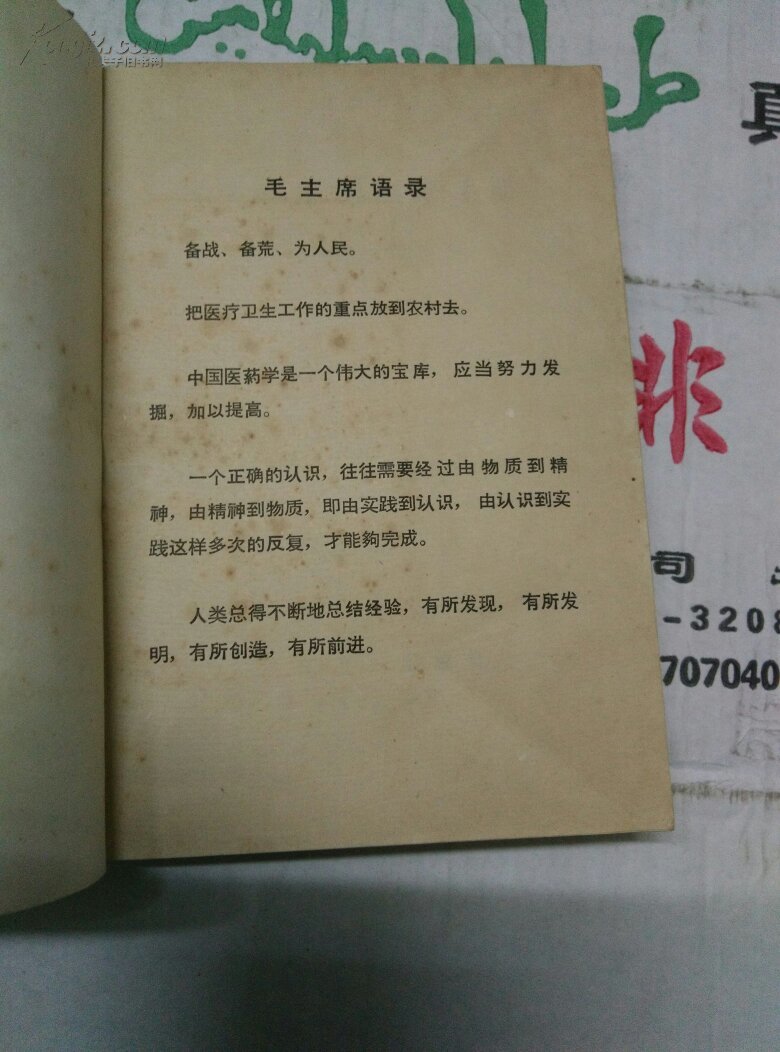 毛主席语录
备战、备荒、为人民。
把医疗卫生工作的重点放到农村去。
中国医药学是一个伟大的宝库，应当努力发
掘，加以提高。
一个正确的认识，往往需要经过由物质到精
神，由精神到物质，即由实践到认识，由认识到实
践这样多次的反复，才能夠完成。
人类总得不断地总结经验，有所发现，有所发
明，有所创造，有所前进。
真
非
司
-3208
707040